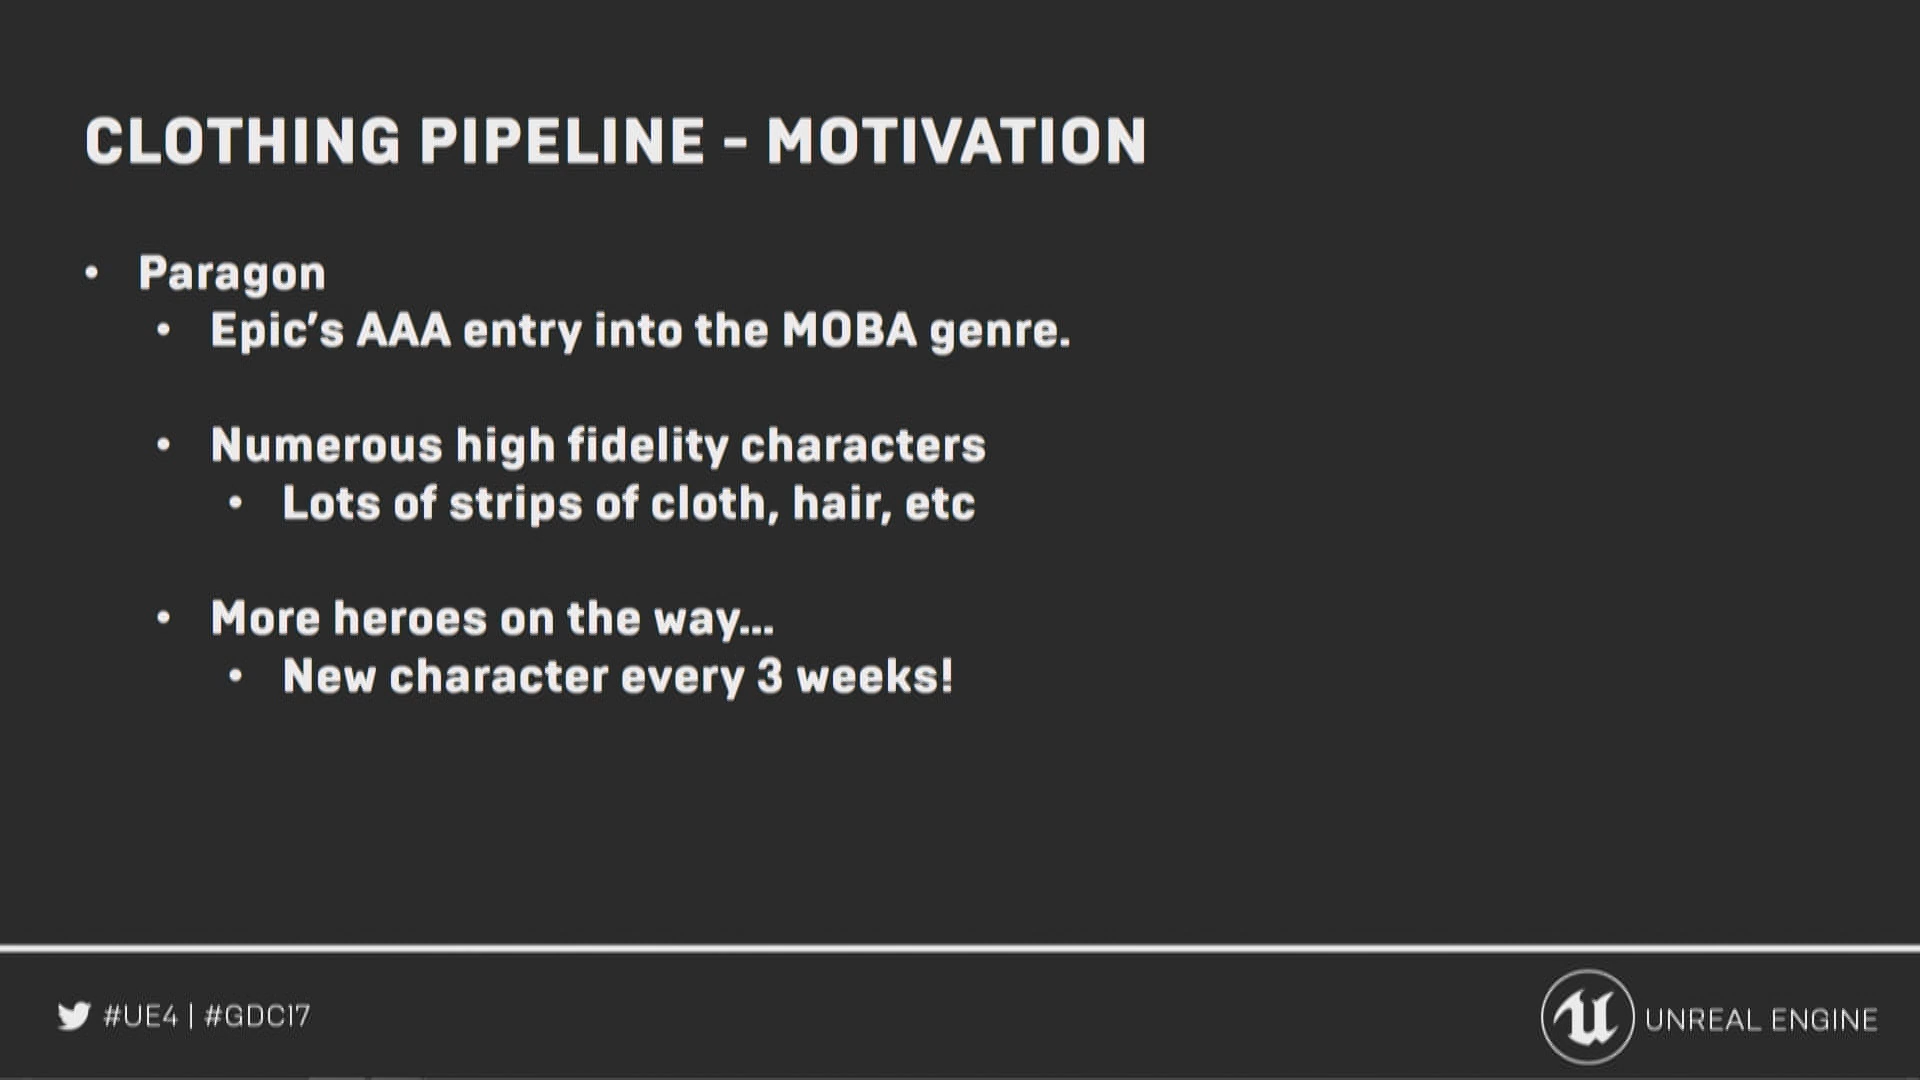 CLOTHING PIPELINE - MOTIVATION
• Paragon
• Epic’s AAA entry into the MOBA genre.
• Numerous high fidelity characters
• Lots of strips of cloth, hair, etc
• More heroes on the way...
• New character every 3 weeks!
#UE4 | #GDC17
UNREAL ENGINE